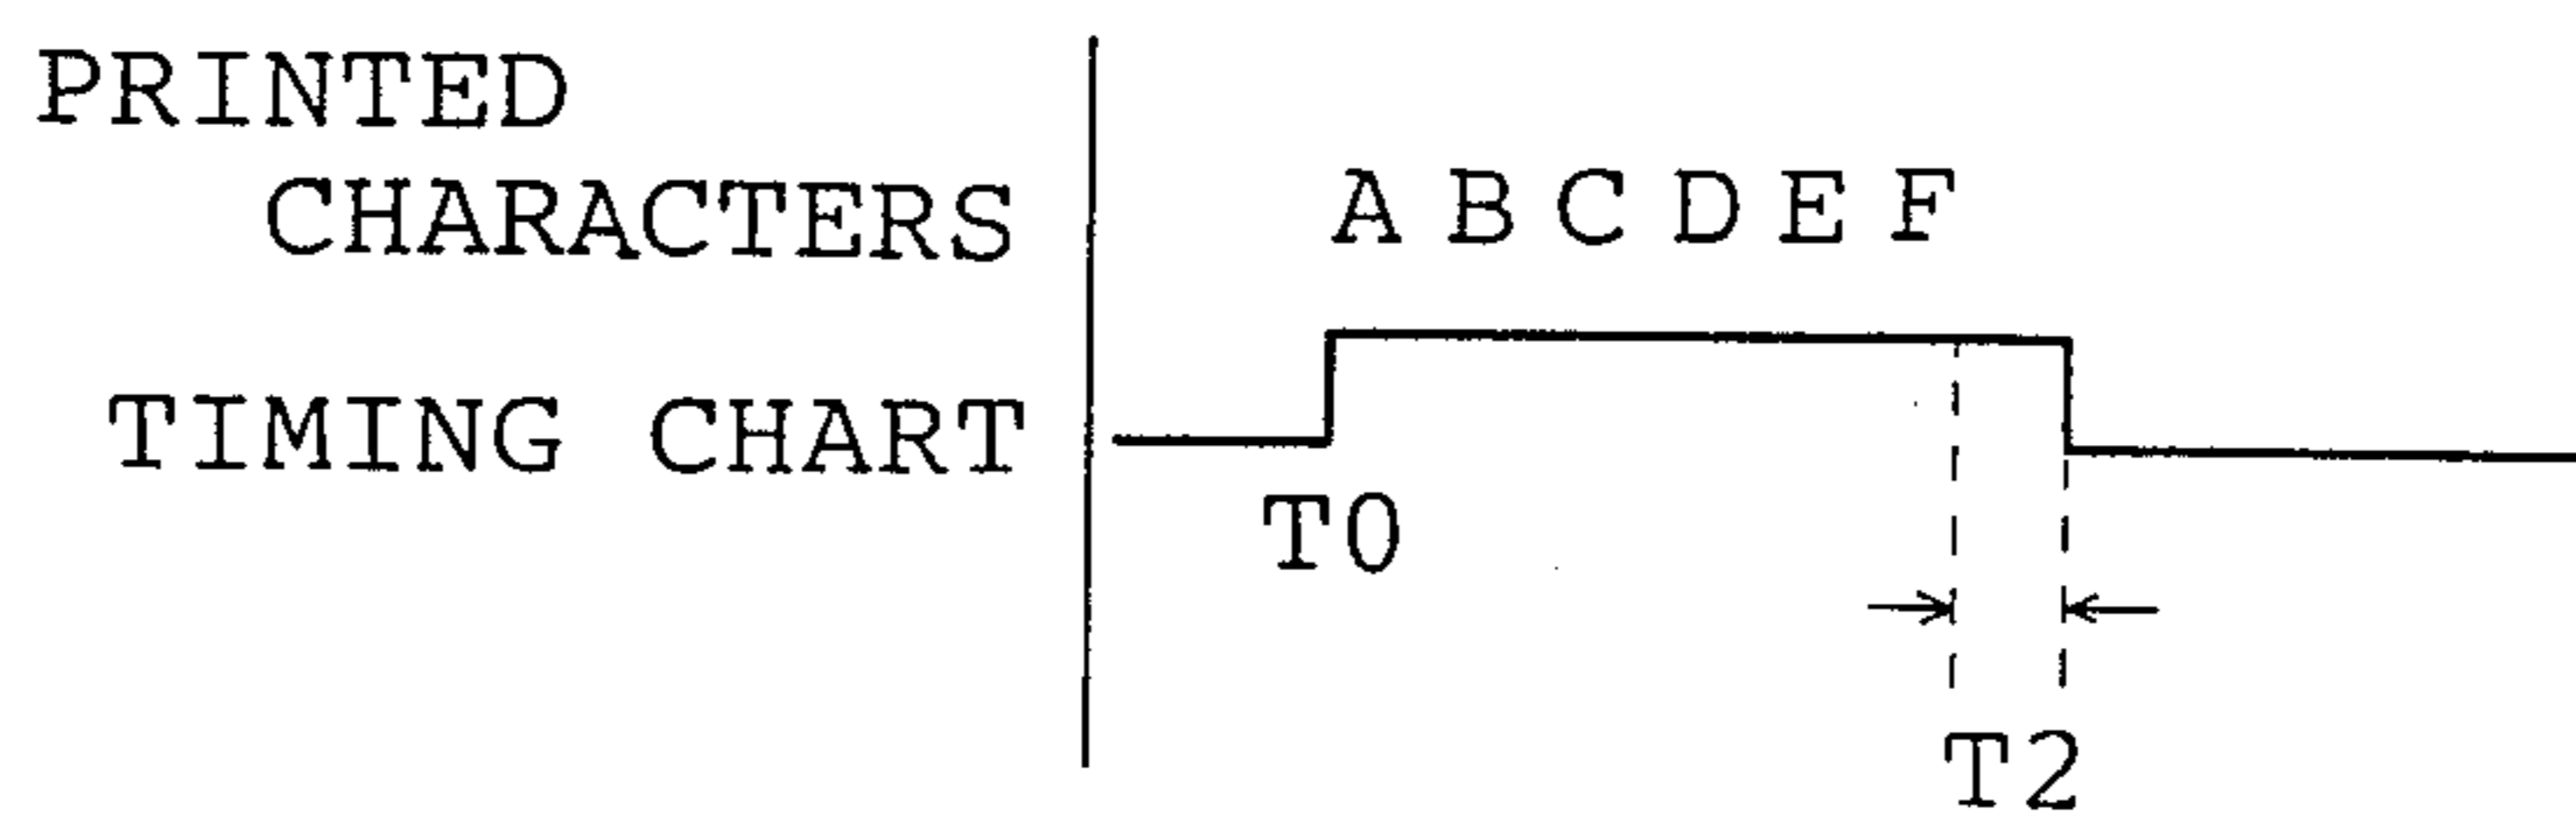 PRINTED
CHARACTERS
A B C D E F
TIMING CHART
T0
T2